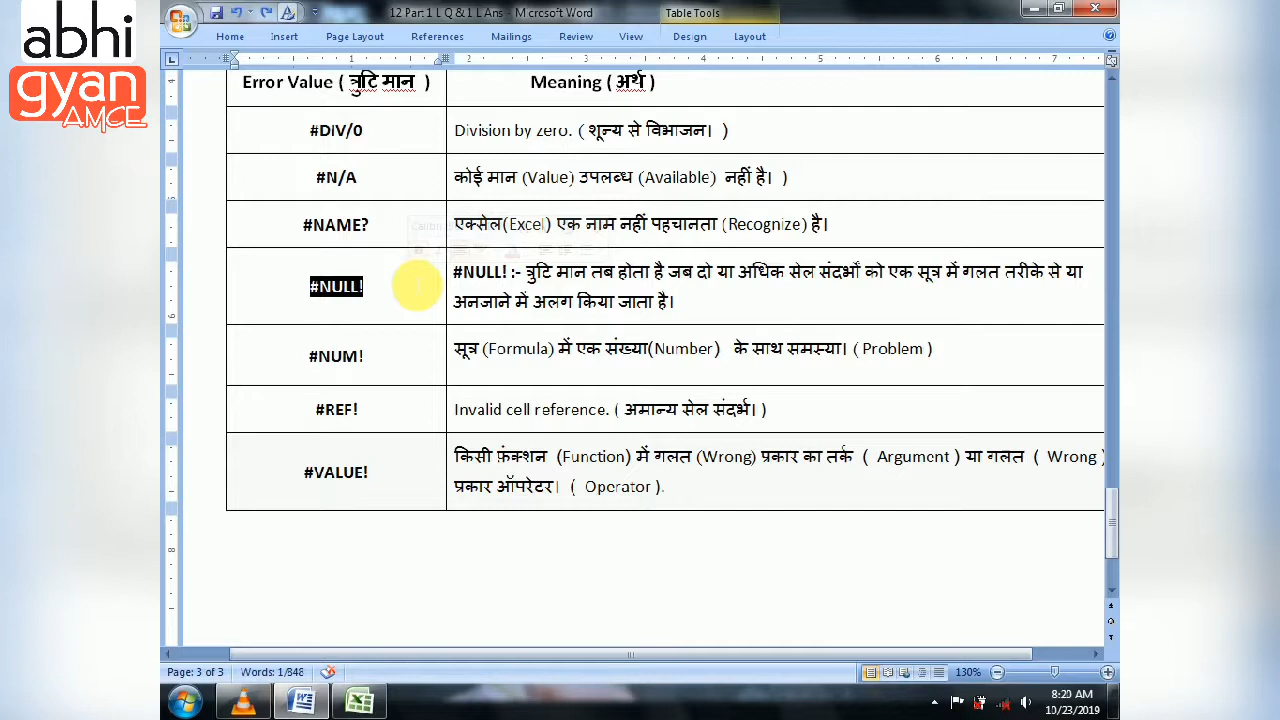 abhi
gyan
AMCE
12 Part 1 L Q & 1 L Ans - Microsoft Word
Table Tools
Home Insert Page Layout References Mailings Review View Design Layout
Error Value ( त्रुटि मान ) Meaning ( अर्थ )
#DIV/0 Division by zero. ( शून्य से विभाजन। )
#N/A कोई मान (Value) उपलब्ध (Available) नहीं है। )
#NAME? एक्सेल(Excel) एक नाम नहीं पहचानता (Recognize) है।
#NULL! #NULL! :- त्रुटि मान तब होता है जब दो या अधिक सेल संदर्भों को एक सूत्र में गलत तरीके से या
अनजाने में अलग किया जाता है।
#NUM! सूत्र (Formula) में एक संख्या(Number) के साथ समस्या। ( Problem )
#REF! Invalid cell reference. ( अमान्य सेल संदर्भ। )
#VALUE! किसी फ़ंक्शन (Function) में गलत (Wrong) प्रकार का तर्क ( Argument ) या गलत ( Wrong )
प्रकार ऑपरेटर। ( Operator ).
Page: 3 of 3 Words: 1/848 130%
8:20 AM
10/23/2019